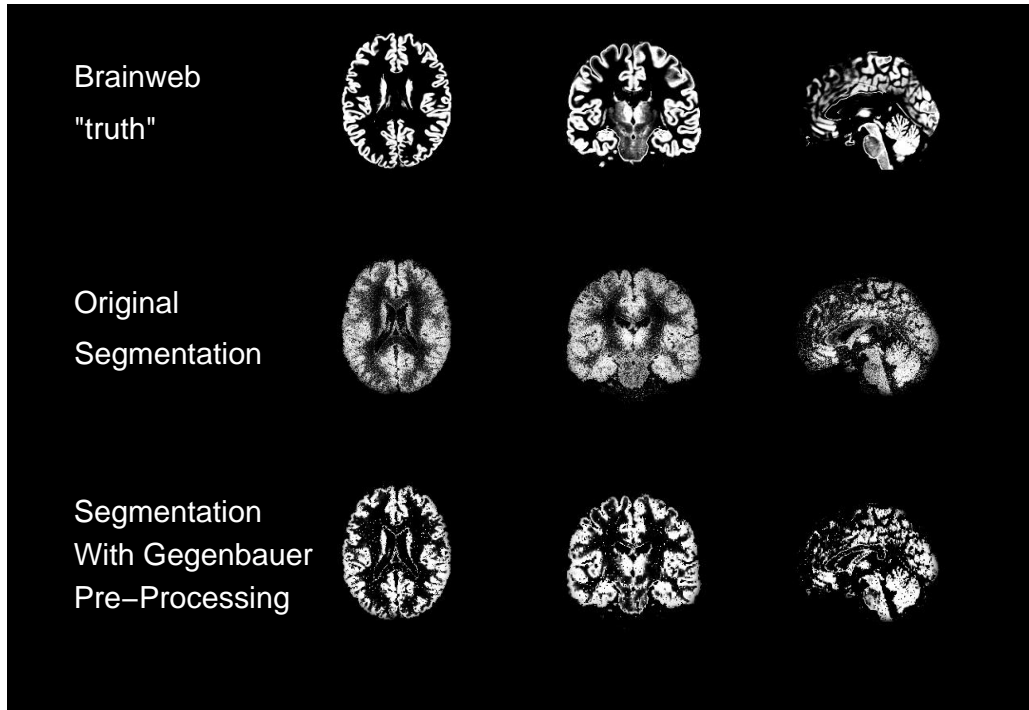 Brainweb
"truth"
Original
Segmentation
Segmentation
With Gegenbauer
Pre−Processing